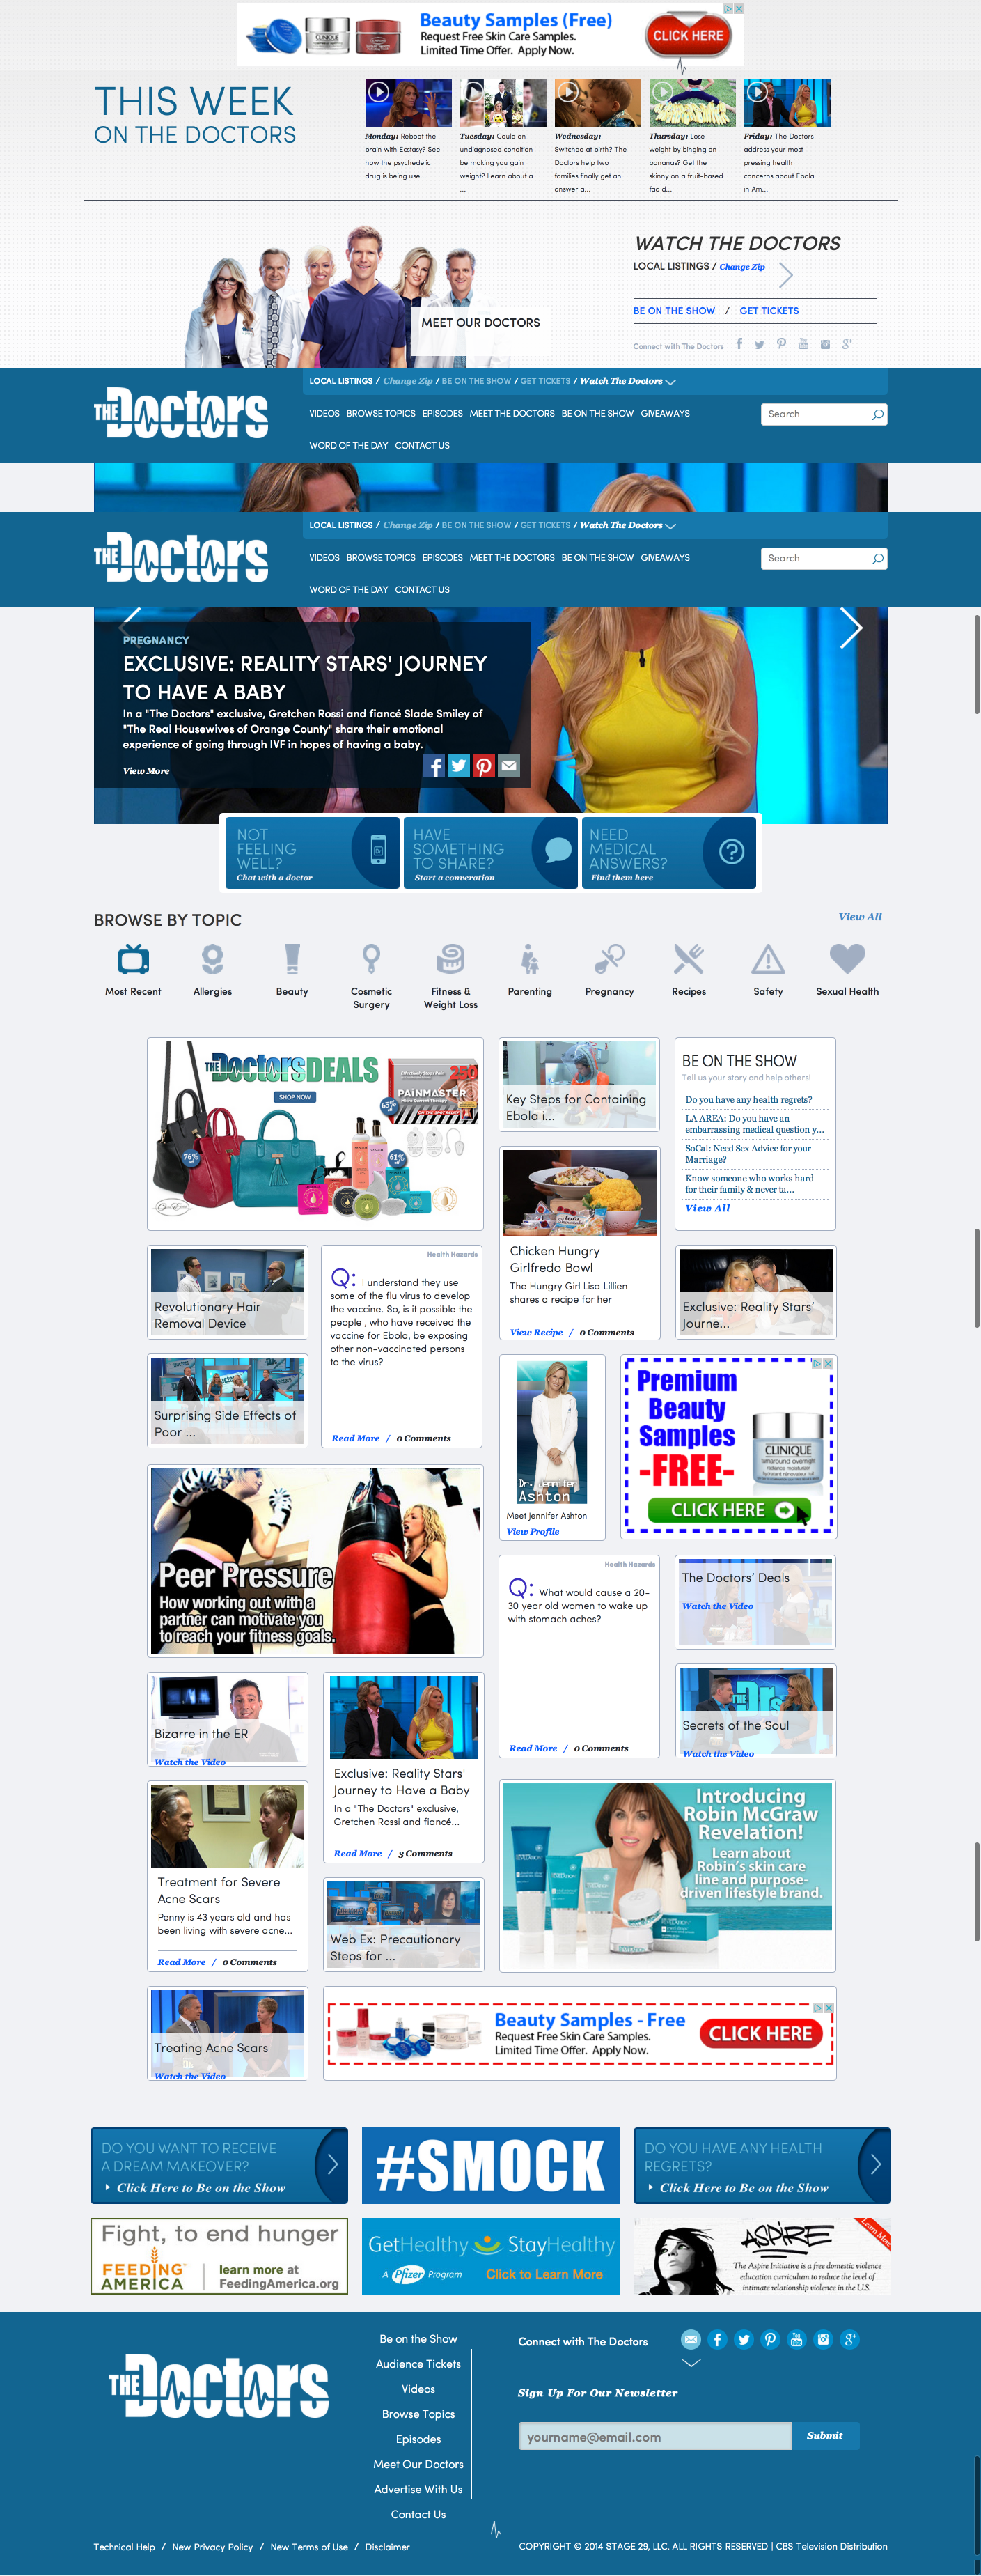 Beauty Samples (Free)
Request Free Skin Care Samples.
Limited Time Offer. Apply Now.
CLICK HERE
THIS WEEK
ON THE DOCTORS
Monday: Reboot the
brain with Ecstasy? See
how the psychedelic
drug is being use...
Tuesday: Could an
undiagnosed condition
be making you gain
weight? Learn about a
...
Wednesday:
Switched at birth? The
Doctors help two
families finally get an
answer a...
Thursday: Lose
weight by binging on
bananas? Get the
skinny on a fruit-based
fad d...
Friday: The Doctors
address your most
pressing health
concerns about Ebola
in Am...
MEET OUR DOCTORS
WATCH THE DOCTORS
LOCAL LISTINGS / Change Zip
BE ON THE SHOW / GET TICKETS
Connect with The Doctors
THE Doctors
LOCAL LISTINGS / Change Zip / BE ON THE SHOW / GET TICKETS / Watch The Doctors
VIDEOS BROWSE TOPICS EPISODES MEET THE DOCTORS BE ON THE SHOW GIVEAWAYS
Search
WORD OF THE DAY CONTACT US
THE Doctors
LOCAL LISTINGS / Change Zip / BE ON THE SHOW / GET TICKETS / Watch The Doctors
VIDEOS BROWSE TOPICS EPISODES MEET THE DOCTORS BE ON THE SHOW GIVEAWAYS
Search
WORD OF THE DAY CONTACT US
PREGNANCY
EXCLUSIVE: REALITY STARS' JOURNEY
TO HAVE A BABY
In a "The Doctors" exclusive, Gretchen Rossi and fiancé Slade Smiley of
"The Real Housewives of Orange County" share their emotional
experience of going through IVF in hopes of having a baby.
View More
NOT
FEELING
WELL?
Chat with a doctor
HAVE
SOMETHING
TO SHARE?
Start a converation
NEED
MEDICAL
ANSWERS?
Find them here
BROWSE BY TOPIC
View All
Most Recent
Allergies
Beauty
Cosmetic
Surgery
Fitness &
Weight Loss
Parenting
Pregnancy
Recipes
Safety
Sexual Health
THE Doctors DEALS
SHOP NOW
PAINMASTER
65%
76%
61%
Key Steps for Containing
Ebola i...
BE ON THE SHOW
Tell us your story and help others!
Do you have any health regrets?
LA AREA: Do you have an
embarrassing medical question y...
SoCal: Need Sex Advice for your
Marriage?
Know someone who works hard
for their family & never ta...
View All
Chicken Hungry
Girlfredo Bowl
The Hungry Girl Lisa Lillien
shares a recipe for her
View Recipe / 0 Comments
Revolutionary Hair
Removal Device
Health Hazards
Q: I understand they use
some of the flu virus to develop
the vaccine. So, is it possible the
people , who have received the
vaccine for Ebola, be exposing
other non-vaccinated persons
to the virus?
Read More / 0 Comments
Exclusive: Reality Stars'
Journe...
Surprising Side Effects of
Poor ...
Dr. Jennifer
Ashton
Meet Jennifer Ashton
View Profile
Premium
Beauty
Samples
-FREE-
CLINIQUE
CLICK HERE
Peer Pressure
How working out with a
partner can motivate you
to reach your fitness goals.
Health Hazards
Q: What would cause a 20-
30 year old women to wake up
with stomach aches?
Read More / 0 Comments
The Doctors' Deals
Watch the Video
Secrets of the Soul
Watch the Video
Bizarre in the ER
Watch the Video
Exclusive: Reality Stars'
Journey to Have a Baby
In a "The Doctors" exclusive,
Gretchen Rossi and fiancé...
Read More / 3 Comments
Treatment for Severe
Acne Scars
Penny is 43 years old and has
been living with severe acne...
Read More / 0 Comments
Introducing
Robin McGraw
Revelation!
Learn about
Robin's skin care
line and purpose-
driven lifestyle brand.
Web Ex: Precautionary
Steps for ...
Treating Acne Scars
Watch the Video
Beauty Samples - Free
Request Free Skin Care Samples.
Limited Time Offer. Apply Now.
CLICK HERE
DO YOU WANT TO RECEIVE
A DREAM MAKEOVER?
Click Here to Be on the Show
#SMOCK
DO YOU HAVE ANY HEALTH
REGRETS?
Click Here to Be on the Show
Fight, to end hunger
FEEDING
AMERICA
learn more at
FeedingAmerica.org
GetHealthy StayHealthy
A Pfizer Program
Click to Learn More
ASPIRE
Learn More
The Aspire Initiative is a free domestic violence
education curriculum to reduce the level of
intimate relationship violence in the U.S.
THE Doctors
Be on the Show
Audience Tickets
Videos
Browse Topics
Episodes
Meet Our Doctors
Advertise With Us
Contact Us
Connect with The Doctors
Sign Up For Our Newsletter
yourname@email.com
Submit
Technical Help / New Privacy Policy / New Terms of Use / Disclaimer
COPYRIGHT © 2014 STAGE 29, LLC. ALL RIGHTS RESERVED | CBS Television Distribution